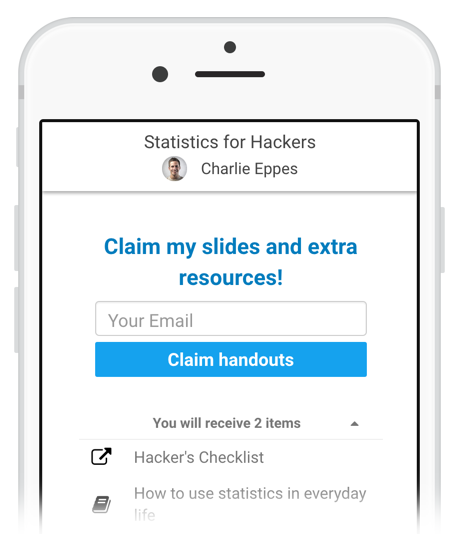 Statistics for Hackers
Charlie Eppes
Claim my slides and extra
resources!
Your Email
Claim handouts
You will receive 2 items
Hacker's Checklist
How to use statistics in everyday
life